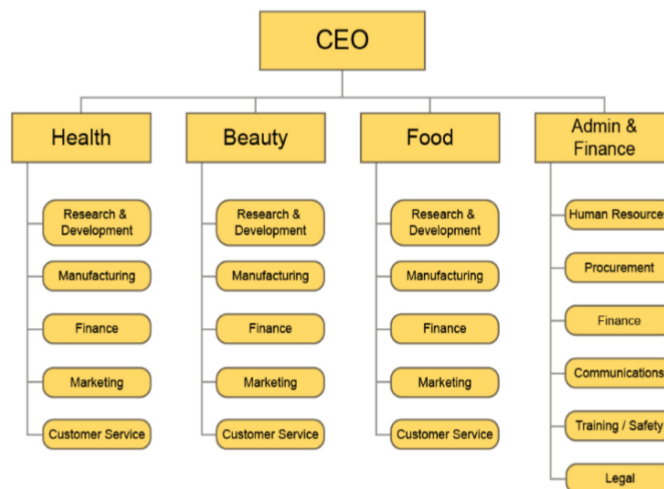 CEO
Health
Beauty
Food
Admin &
Finance
Research &
Development
Manufacturing
Finance
Marketing
Customer Service
Research &
Development
Manufacturing
Finance
Marketing
Customer Service
Research &
Development
Manufacturing
Finance
Marketing
Customer Service
Human Resource
Procurement
Finance
Communications
Training / Safety
Legal